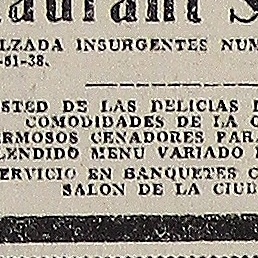 aurant S
LZADA INSURGENTES NUM
-51-38.
STED DE LAS DELICIAS
COMODIDADES DE LA C
ERMOSOS CENADORES PARA
LENDIDO MENU VARIADO
ERVICIO EN BANQUETES C
SALON DE LA CIUD